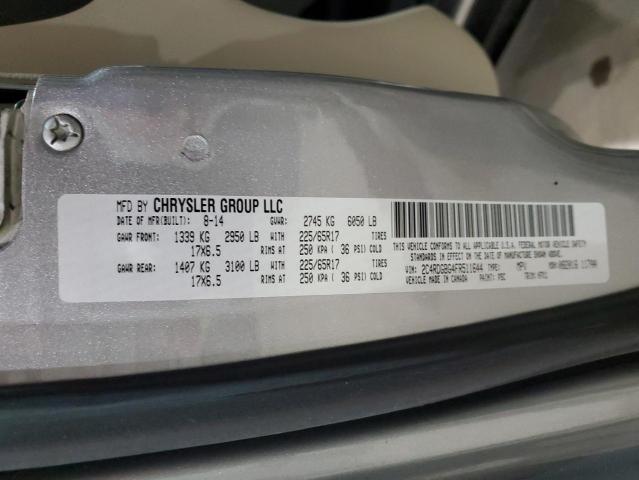 MFD BY CHRYSLER GROUP LLC
DATE OF MFR(BUILT): 8-14 GVWR: 2745 KG 6050 LB
GAWR FRONT: 1339 KG 2950 LB WITH 225/65R17 TIRES
17X6.5 RIMS AT 250 KPA ( 36 PSI) COLD
GAWR REAR: 1407 KG 3100 LB WITH 225/65R17 TIRES
17X6.5 RIMS AT 250 KPA ( 36 PSI) COLD
THIS VEHICLE CONFORMS TO ALL APPLICABLE U.S.A. FEDERAL MOTOR VEHICLE SAFETY
STANDARDS IN EFFECT ON THE DATE OF MANUFACTURE SHOWN ABOVE.
VIN: 2C4RDGBG4FR511644 TYPE: MPV
VEHICLE MADE IN CANADA PAINT: PSC TRIM: